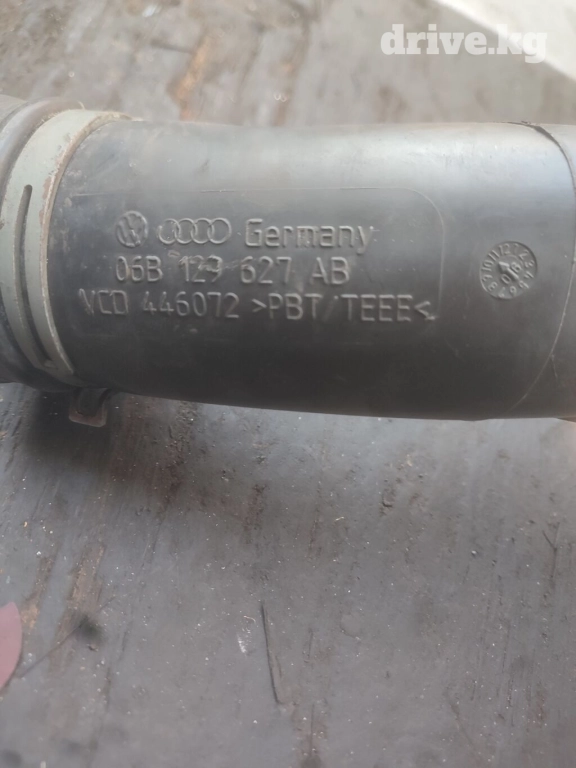 drive.kg
Germany
06B 129 627 AB
VCD 446072 >PBT/TEEE<